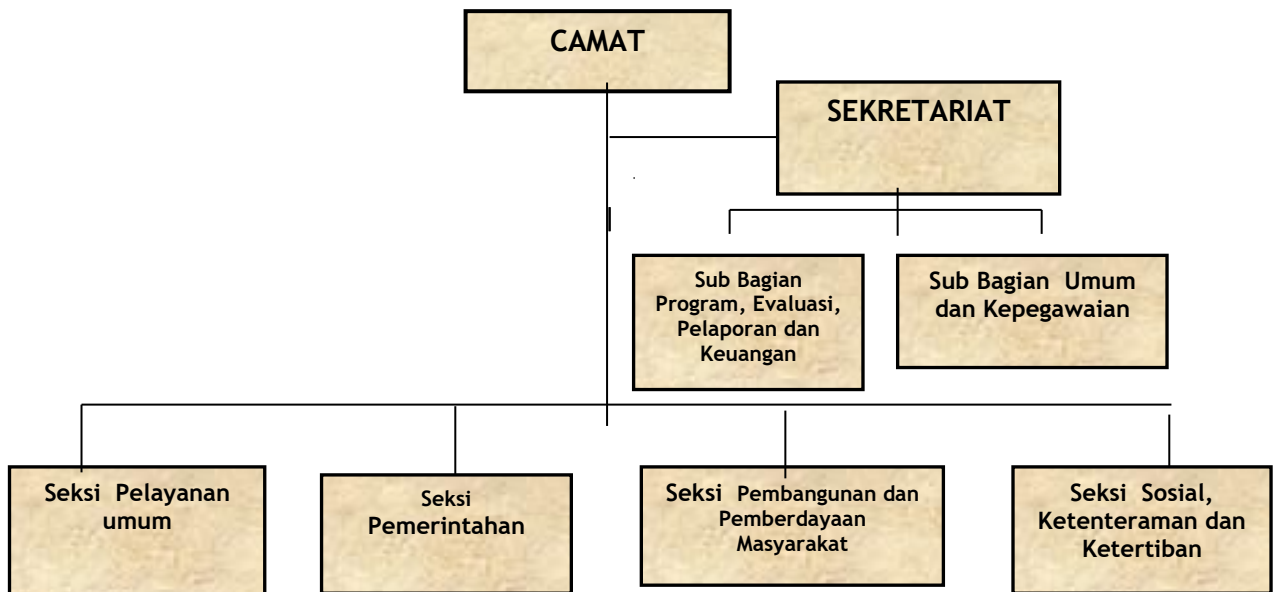 CAMAT
SEKRETARIAT
Sub Bagian
Program, Evaluasi,
Pelaporan dan
Keuangan
Sub Bagian Umum
dan Kepegawaian
Seksi Pelayanan
umum
Seksi
Pemerintahan
Seksi Pembangunan dan
Pemberdayaan
Masyarakat
Seksi Sosial,
Ketenteraman dan
Ketertiban